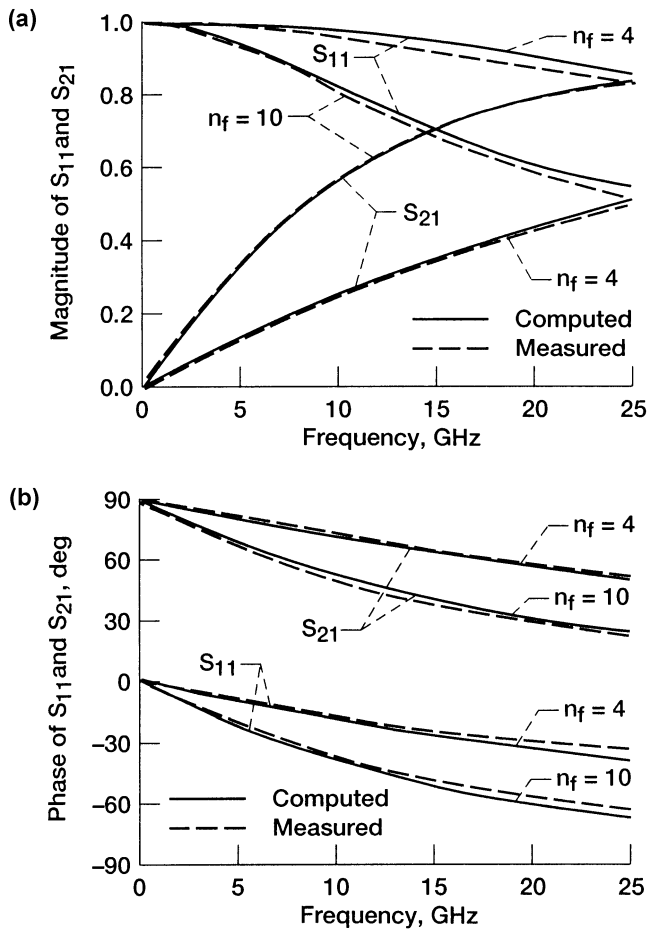 (a)
Magnitude of S11 and S21
1.0
0.8
0.6
0.4
0.2
0.0
nf = 4
S11
nf = 10
S21
nf = 4
Computed
Measured
0 5 10 15 20 25
Frequency, GHz
(b)
Phase of S11 and S21, deg
90
60
30
0
–30
–60
–90
nf = 4
nf = 10
S21
S11
nf = 4
nf = 10
Computed
Measured
0 5 10 15 20 25
Frequency, GHz